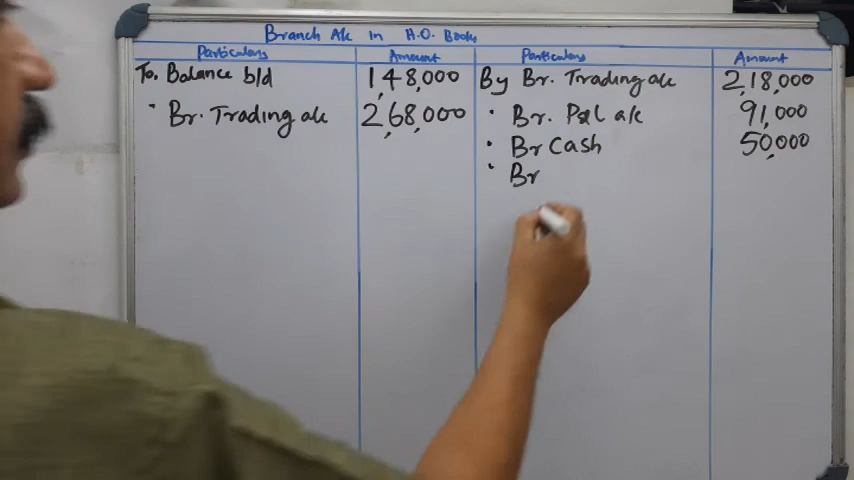 Branch A/c in H.O. Books
Particulars Amount Particulars Amount
To, Balance b/d 1,48,000 By Br. Trading a/c 2,18,000
" Br. Trading a/c 2,68,000 " Br. P&L a/c 91,000
" Br Cash 50,000
" Br